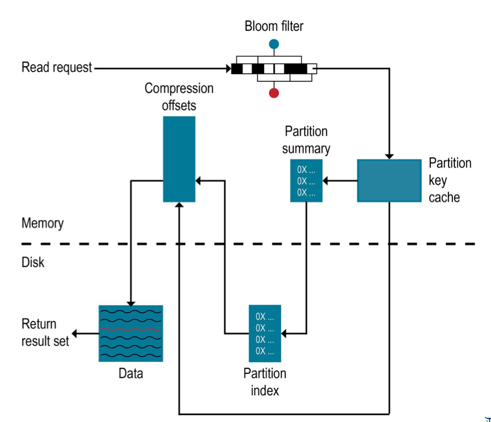 Bloom filter
Read request
Compression
offsets
Partition
summary
0X ...
0X ...
0X ...
Partition
key
cache
Memory
Disk
Return
result set
Data
0X ...
0X ...
0X ...
0X ...
Partition
index